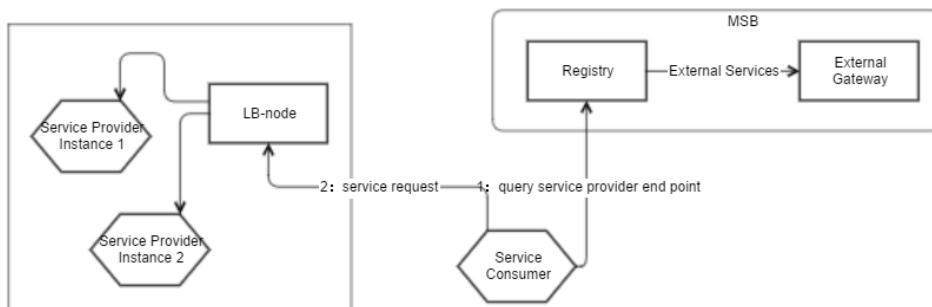 MSB
Registry
External Services
External
Gateway
LB-node
Service Provider
Instance 1
2：service request
1：query service provider end point
Service Provider
Instance 2
Service
Consumer